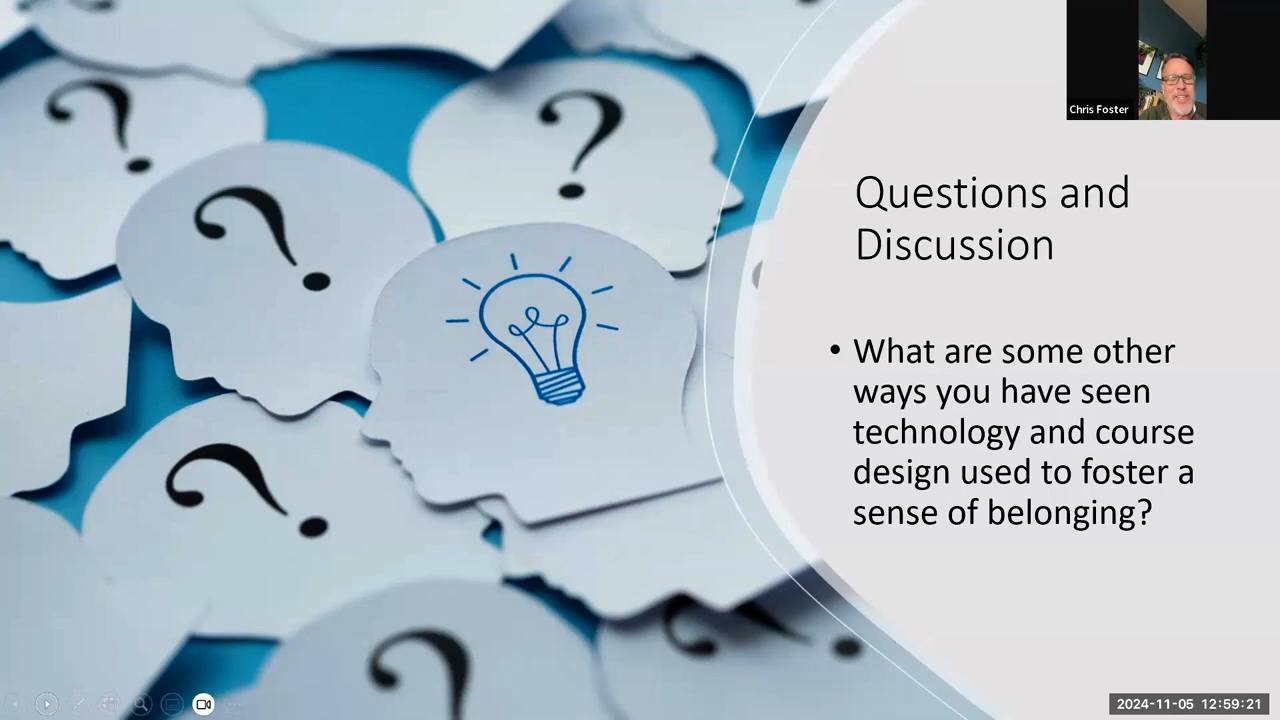 Chris Foster
Questions and
Discussion
• What are some other
ways you have seen
technology and course
design used to foster a
sense of belonging?
?
?
?
?
?
?
2024-11-05 12:59:21